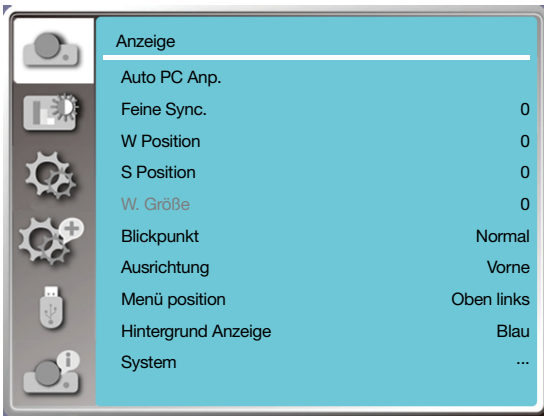 Anzeige
Auto PC Anp.
Feine Sync. 0
W Position 0
S Position 0
W. Größe 0
Blickpunkt Normal
Ausrichtung Vorne
Menü position Oben links
Hintergrund Anzeige Blau
System ...